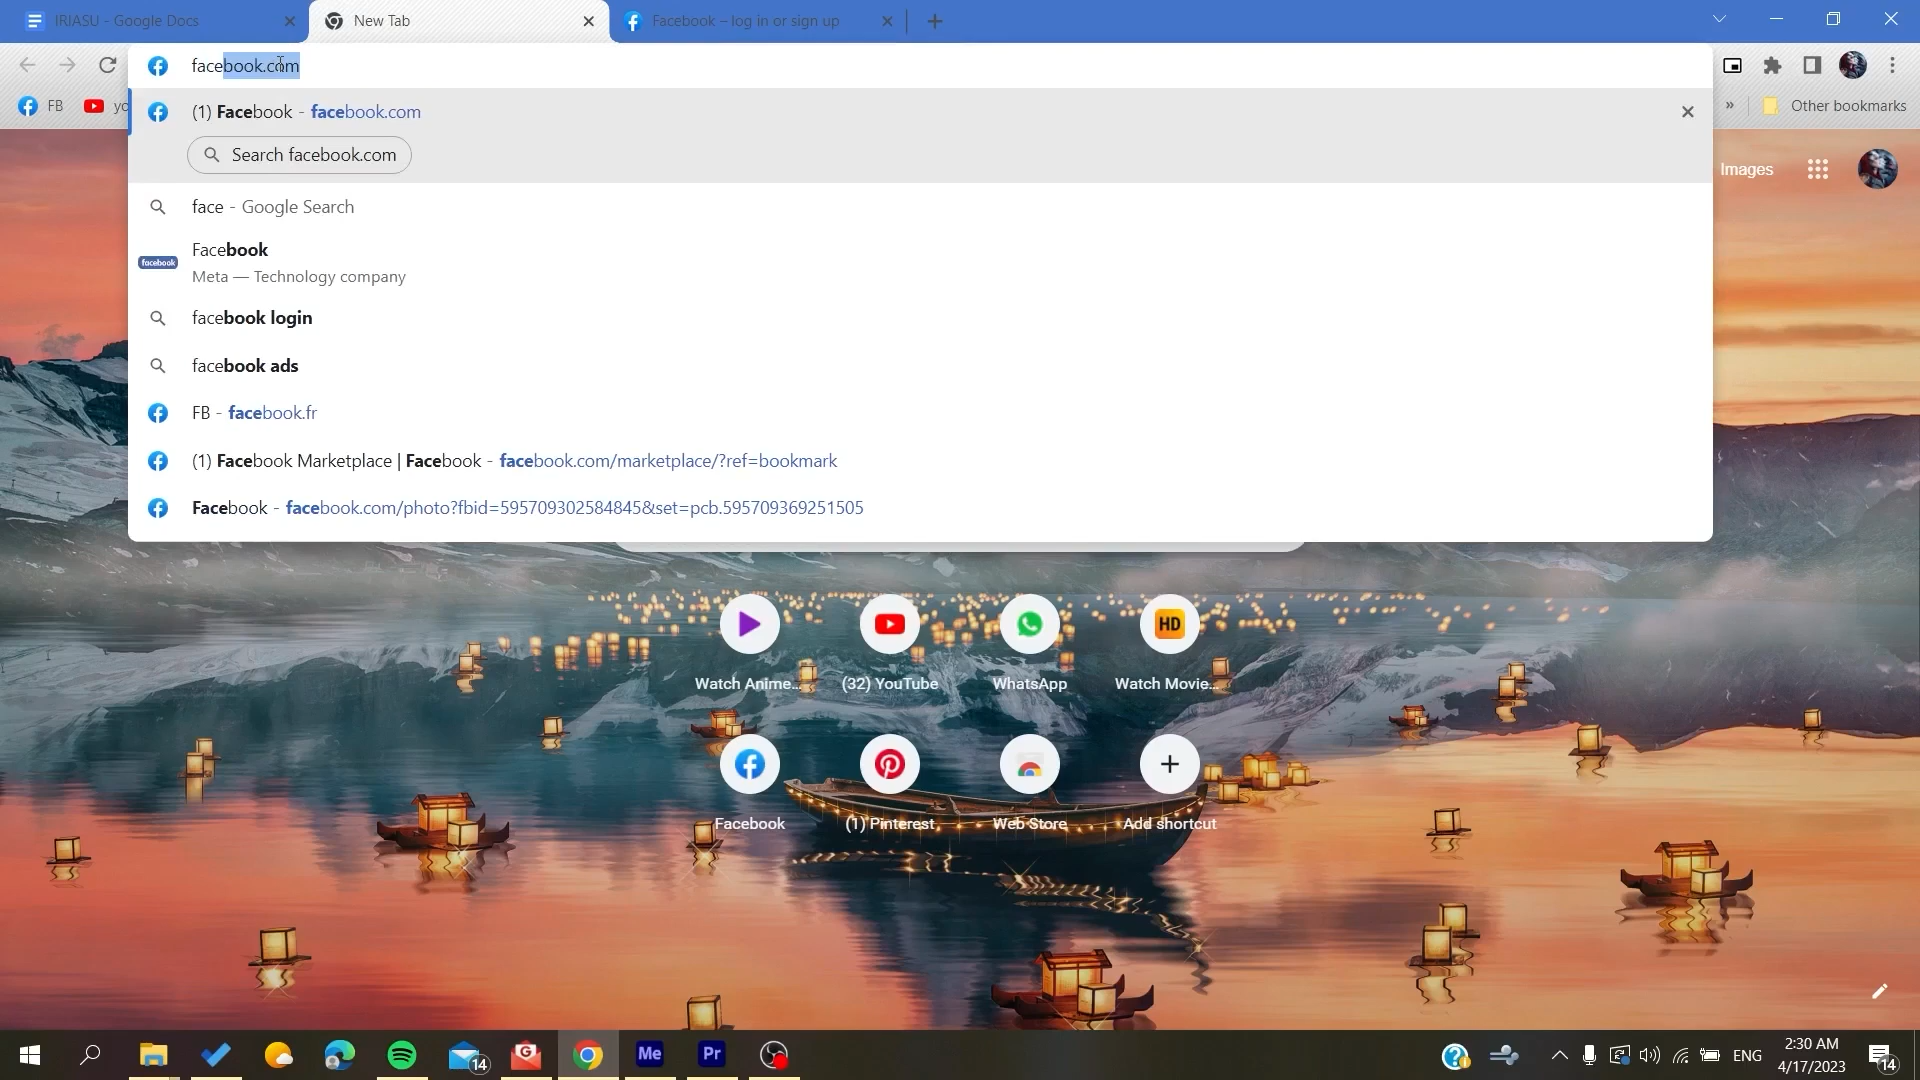 IRIASU - Google Docs
New Tab
Facebook – log in or sign up
facebook.com
FB
yo
(1) Facebook - facebook.com
Other bookmarks
Search facebook.com
Images
face - Google Search
facebook
Facebook
Meta — Technology company
facebook login
facebook ads
FB - facebook.fr
(1) Facebook Marketplace | Facebook - facebook.com/marketplace/?ref=bookmark
Facebook - facebook.com/photo?fbid=595709302584845&set=pcb.595709369251505
HD
Watch Anime...
(32) YouTube
WhatsApp
Watch Movie...
Facebook
(1) Pinterest
Web Store
Add shortcut
14
G
Me
Pr
ENG
2:30 AM
4/17/2023
14